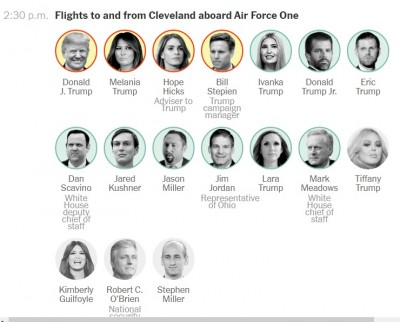 2:30 p.m. Flights to and from Cleveland aboard Air Force One
Donald Melania Hope Bill Ivanka Donald Eric
J. Trump Trump Hicks Stepien Trump Trump Jr. Trump
Adviser to Trump
Trump campaign
manager
Dan Jared Jason Jim Lara Mark Tiffany
Scavino Kushner Miller Jordan Trump Meadows Trump
White Representative White
House of Ohio House
deputy chief of
chief of staff
staff
Kimberly Robert C. Stephen
Guilfoyle O'Brien Miller
National
security